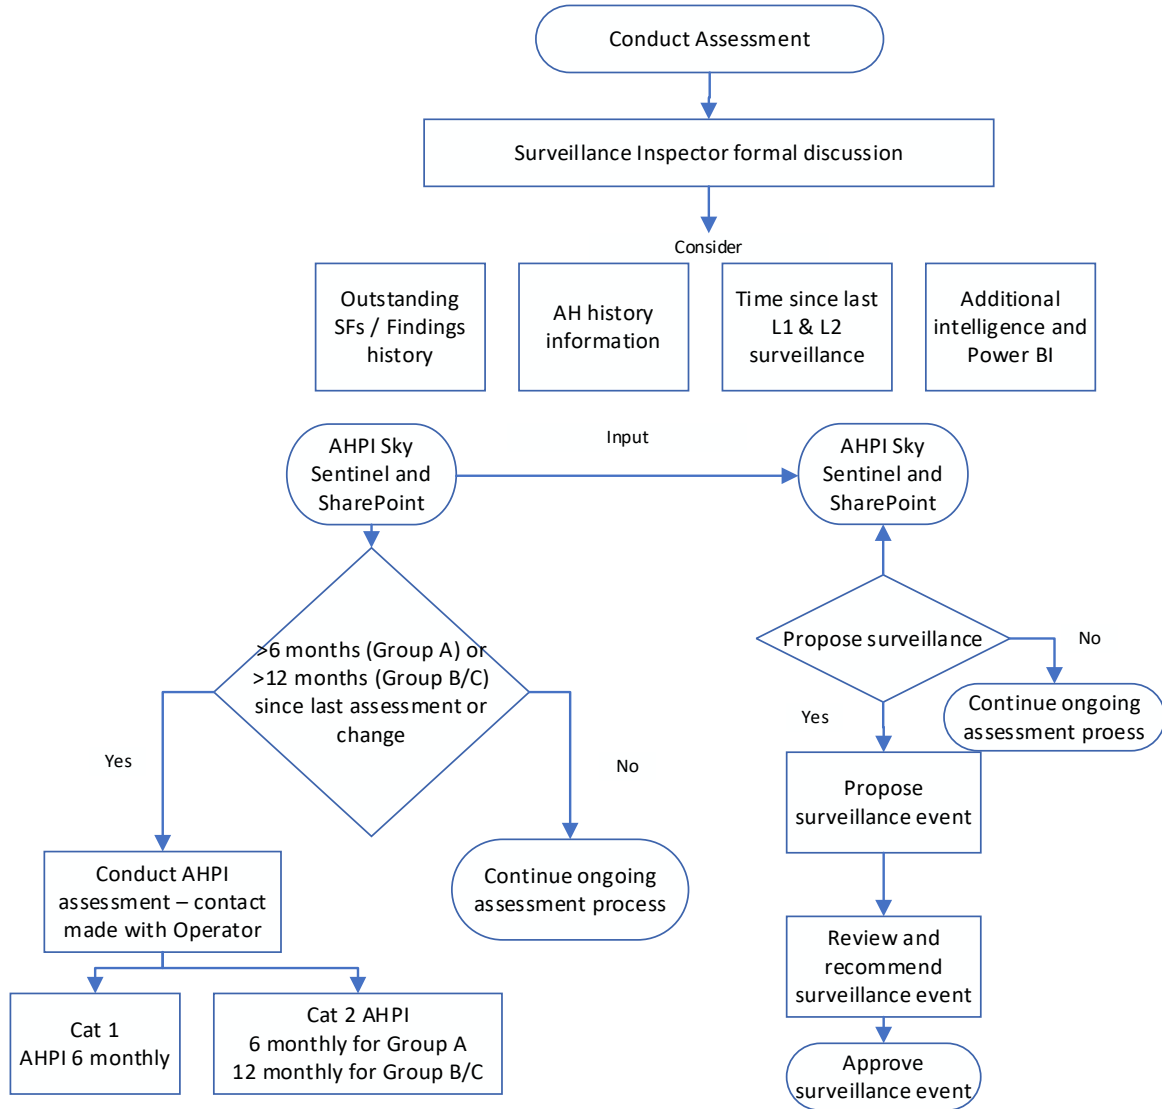 Conduct Assessment
Surveillance Inspector formal discussion
Consider
Outstanding
SFs / Findings
history
AH history
information
Time since last
L1 & L2
surveillance
Additional
intelligence and
Power BI
AHPI Sky
Sentinel and
SharePoint
Input
AHPI Sky
Sentinel and
SharePoint
>6 months (Group A) or
>12 months (Group B/C)
since last assessment or
change
Yes
No
Conduct AHPI
assessment – contact
made with Operator
Continue ongoing
assessment process
Cat 1
AHPI 6 monthly
Cat 2 AHPI
6 monthly for Group A
12 monthly for Group B/C
Propose surveillance
No
Continue ongoing
assessment proess
Yes
Propose
surveillance event
Review and
recommend
surveillance event
Approve
surveillance event